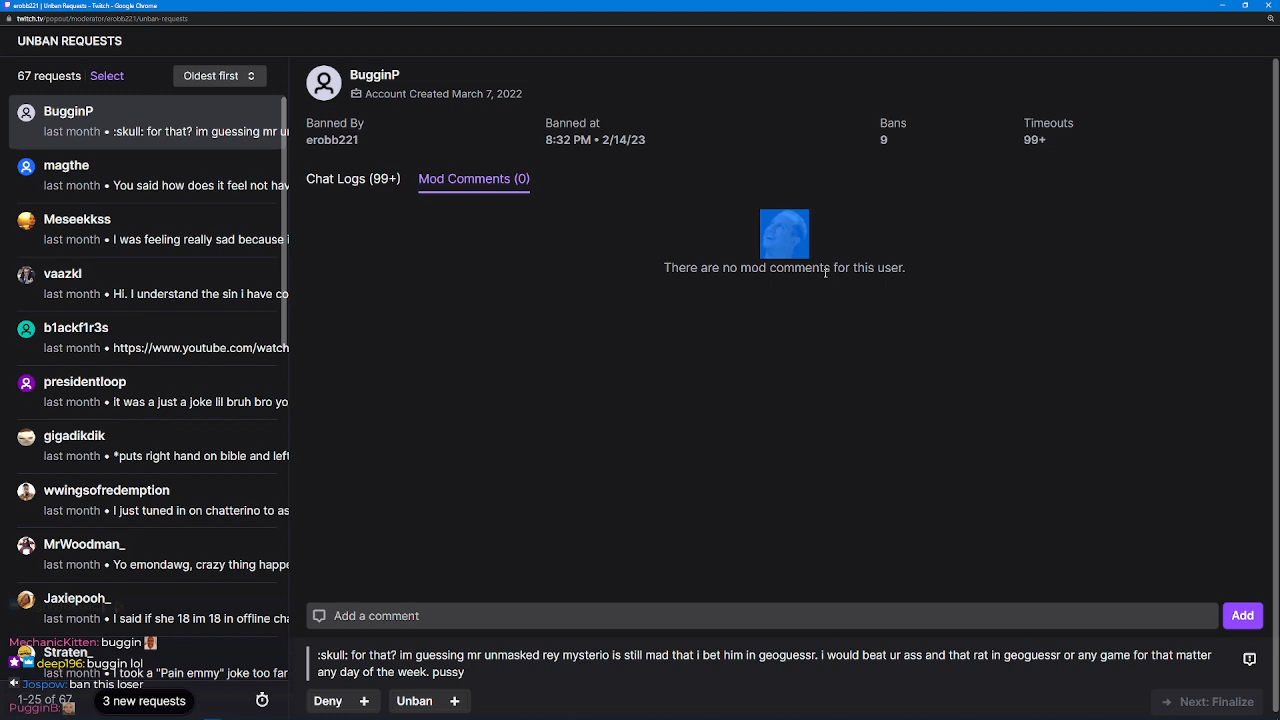 erobb221 | Unban Requests - Twitch - Google Chrome
twitch.tv/popout/moderator/erobb221/unban-requests
UNBAN REQUESTS
67 requests Select Oldest first
BugginP
last month • :skull: for that? im guessing mr u
magthe
last month • You said how does it feel not hav
Meseekkss
last month • I was feeling really sad because i
vaazkl
last month • Hi. I understand the sin i have co
b1ackf1r3s
last month • https://www.youtube.com/watch
presidentloop
last month • it was a just a joke lil bruh bro yo
gigadikdik
last month • *puts right hand on bible and left
wwingsofredemption
last month • I just tuned in on chatterino to as
MrWoodman_
last month • Yo emondawg, crazy thing happe
Jaxiepooh_
last month • I said if she 18 im 18 in offline cha
Straten_
last month • I took a "Pain emmy" joke too far
MechanicKitten: buggin
deep196: buggin lol
Jospow: ban this loser
PugginB:
1-25 of 67
3 new requests
BugginP
Account Created March 7, 2022
Banned By Banned at Bans Timeouts
erobb221 8:32 PM • 2/14/23 9 99+
Chat Logs (99+) Mod Comments (0)
There are no mod comments for this user.
Add a comment Add
:skull: for that? im guessing mr unmasked rey mysterio is still mad that i bet him in geoguessr. i would beat ur ass and that rat in geoguessr or any game for that matter
any day of the week. pussy
Deny + Unban + Next: Finalize